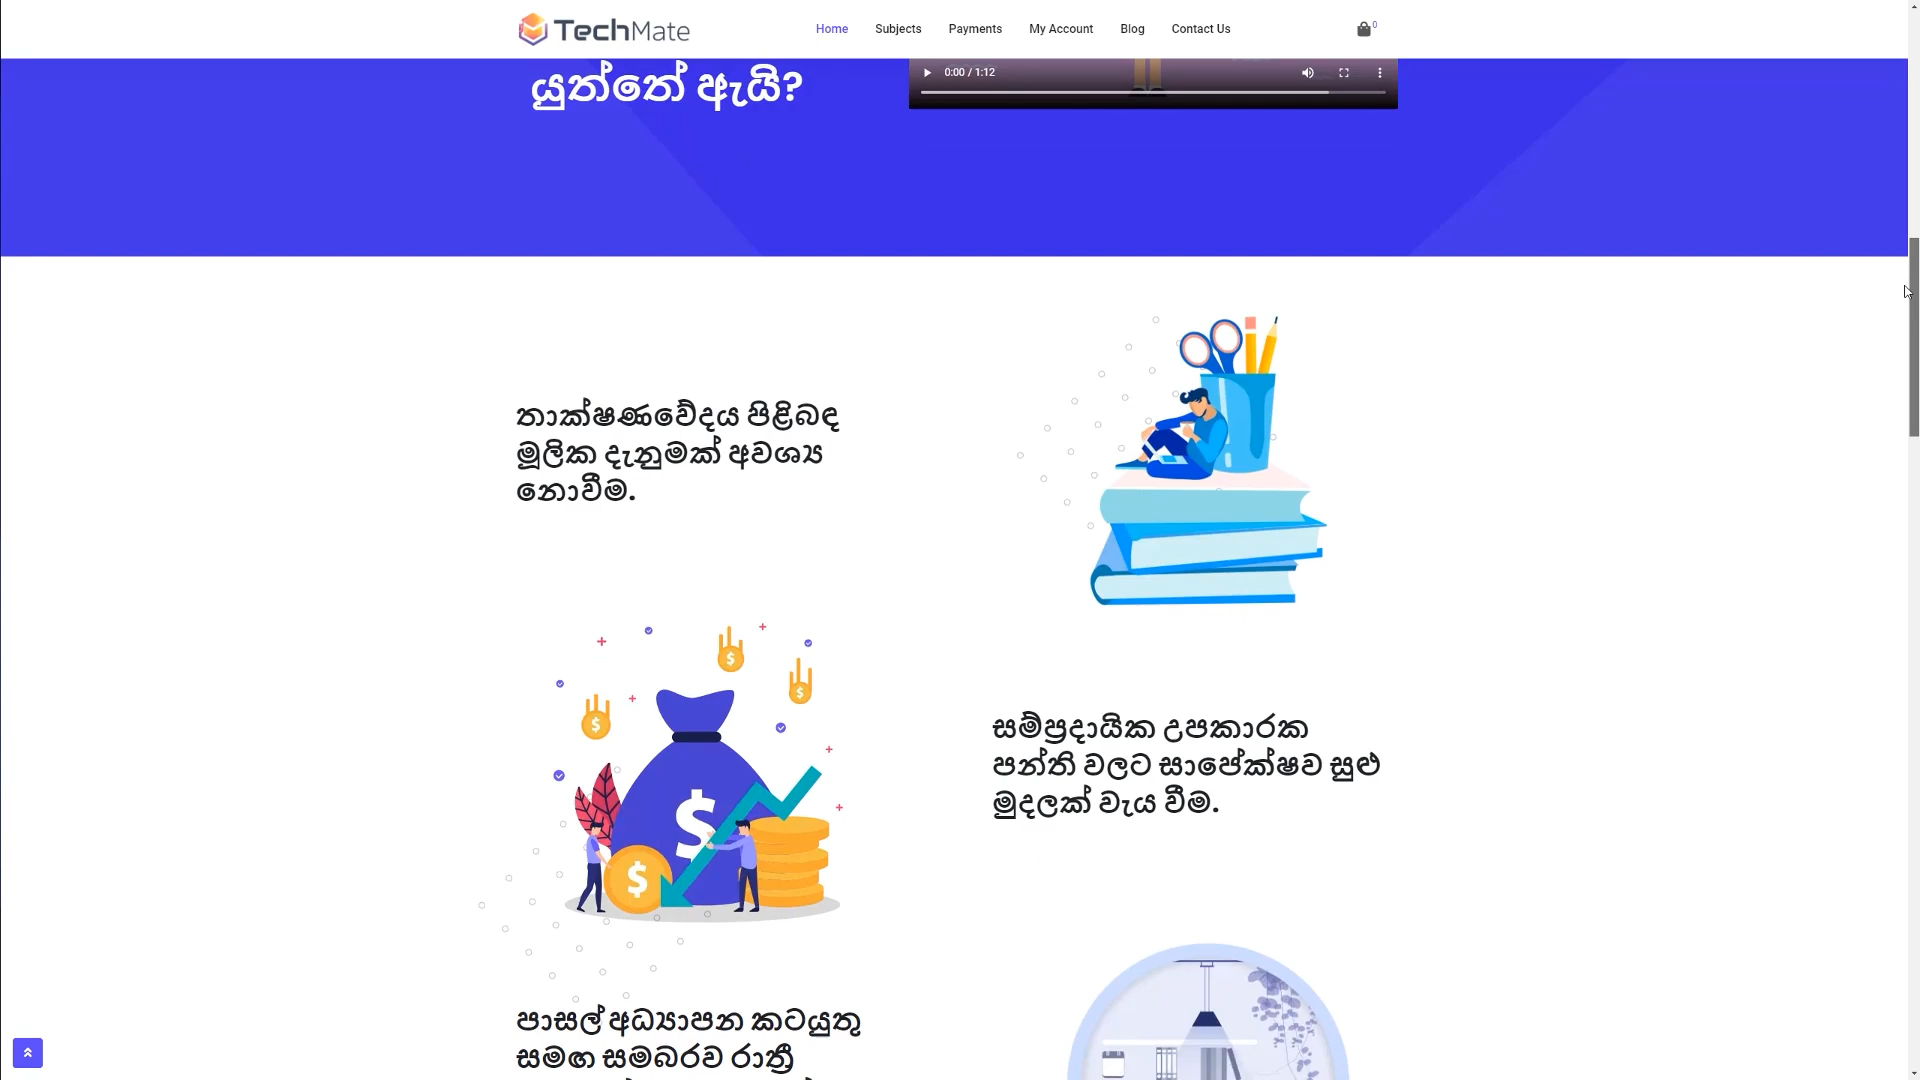 TechMate
Home Subjects Payments My Account Blog Contact Us 0
යුත්තේ ඇයි?
0:00 / 1:12
තාක්ෂණවේදය පිළිබඳ
මූලික දැනුමක් අවශ්‍ය
නොවීම.
සම්ප්‍රදායික උපකාරක
පන්ති වලට සාපේක්ෂව සුළු
මුදලක් වැය වීම.
පාසල් අධ්‍යාපන කටයුතු
සමඟ සමබරව රාත්‍රී